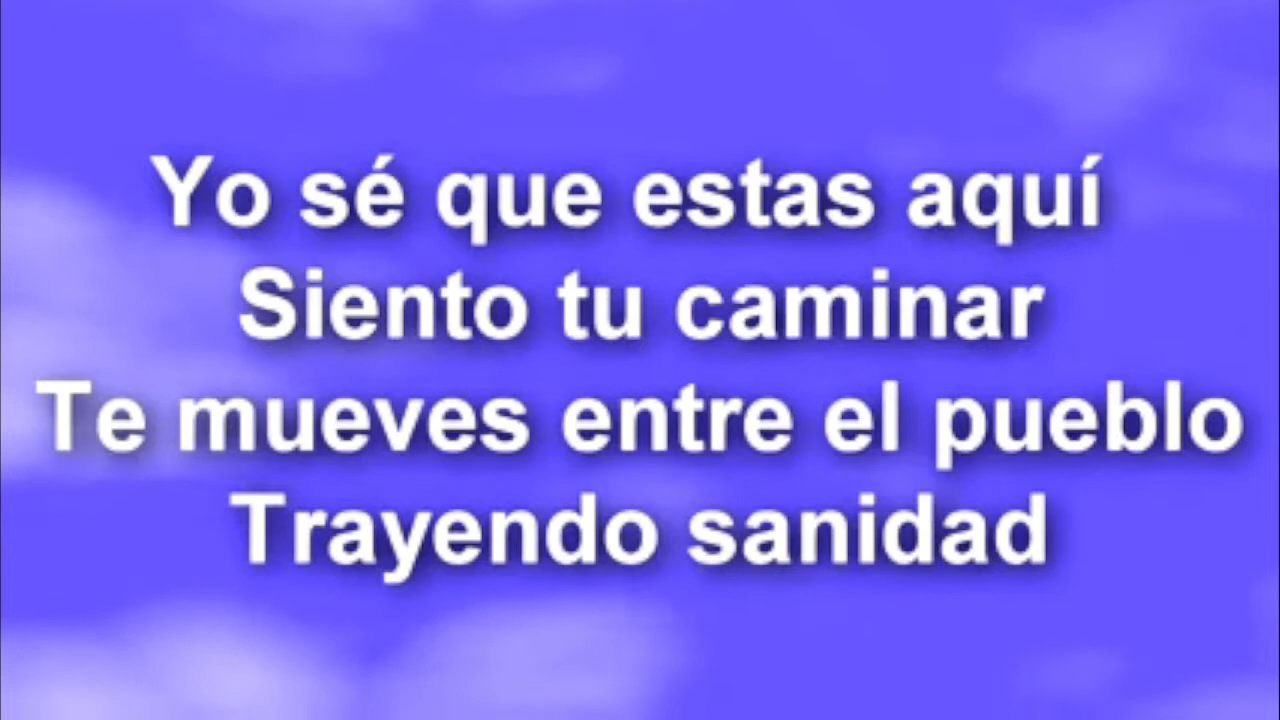 Yo sé que estas aquí
Siento tu caminar
Te mueves entre el pueblo
Trayendo sanidad